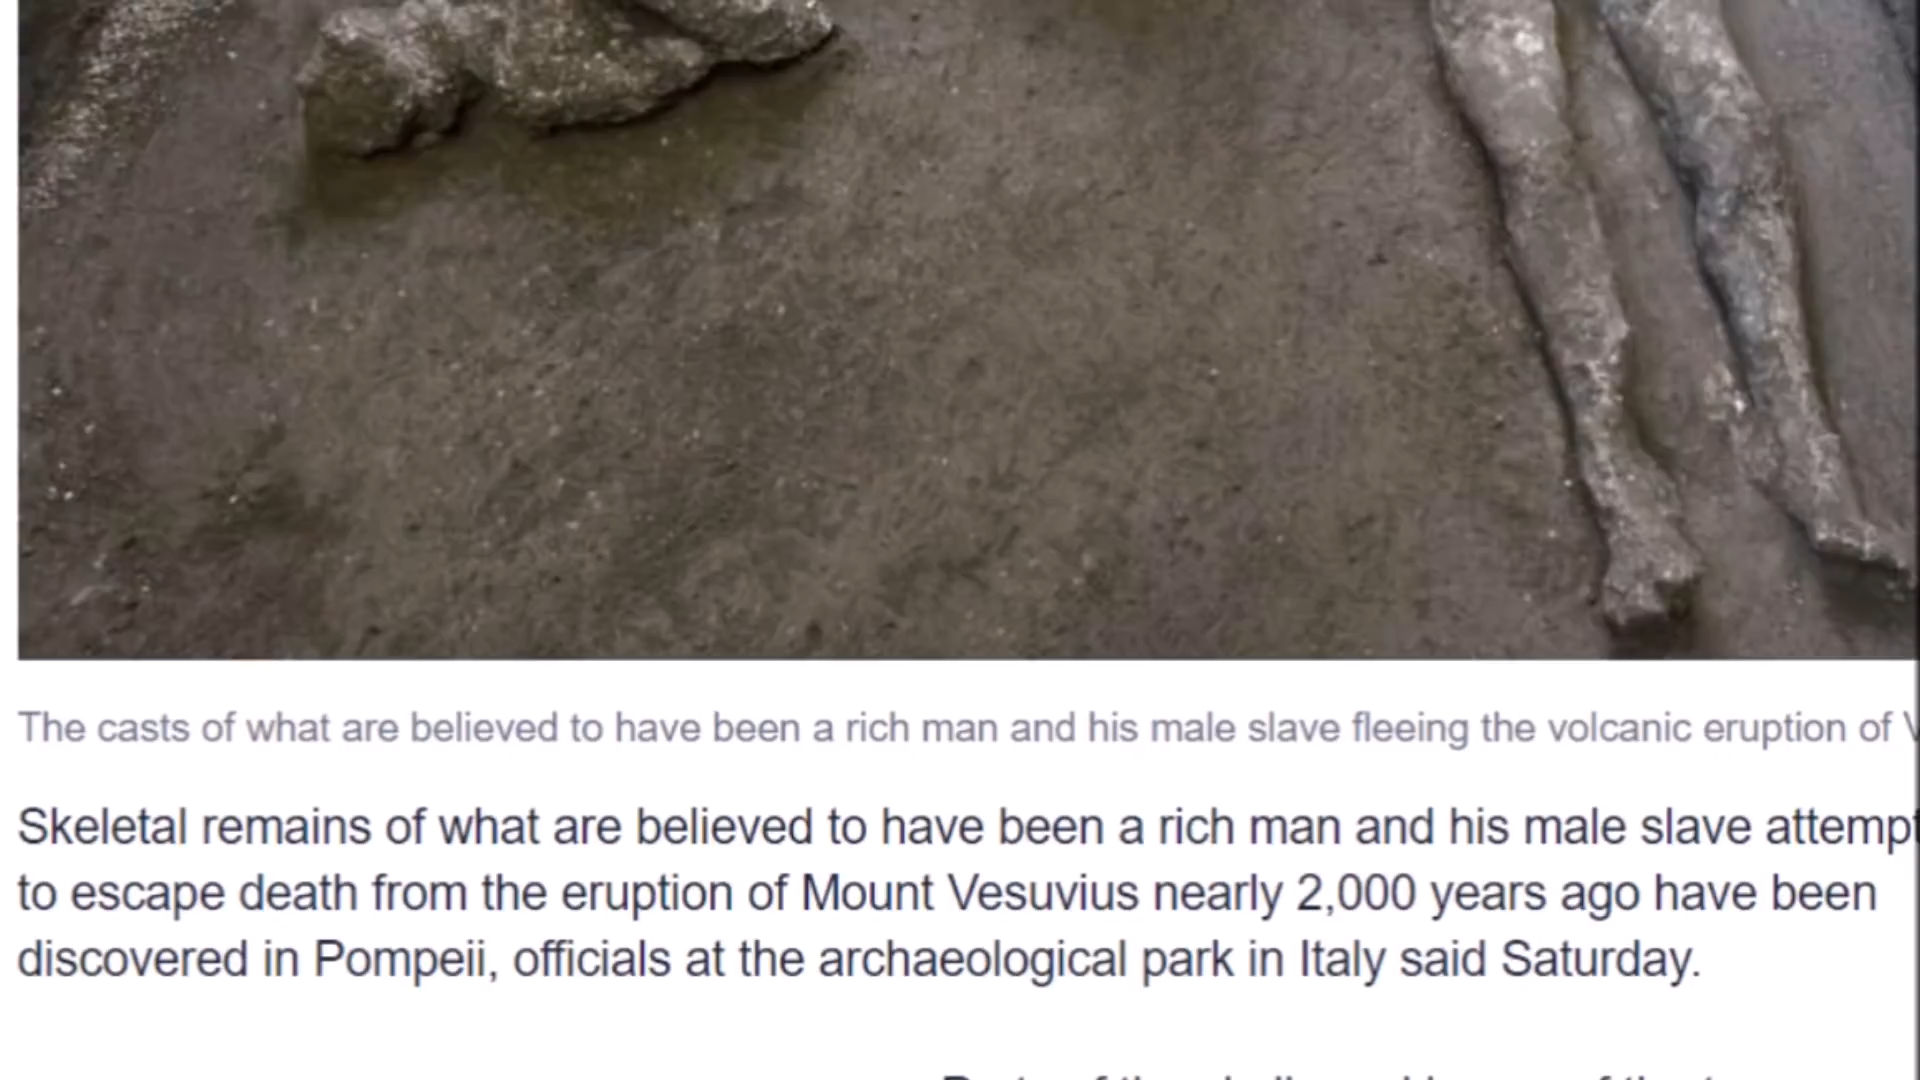 The casts of what are believed to have been a rich man and his male slave fleeing the volcanic eruption of
Skeletal remains of what are believed to have been a rich man and his male slave attempt
to escape death from the eruption of Mount Vesuvius nearly 2,000 years ago have been
discovered in Pompeii, officials at the archaeological park in Italy said Saturday.